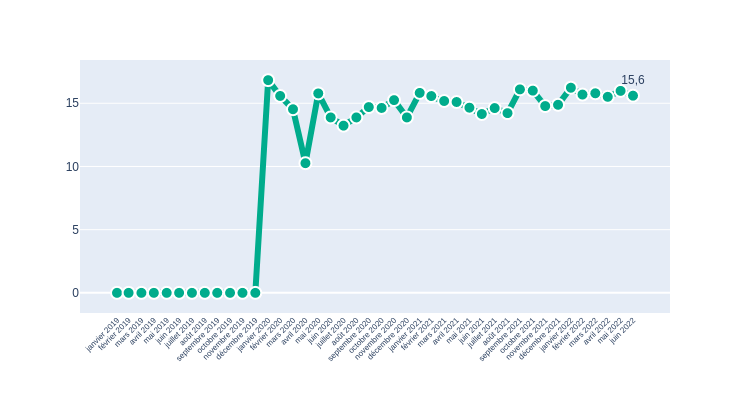 15,6
15
10
5
0
janvier 2019
février 2019
mars 2019
avril 2019
mai 2019
juin 2019
juillet 2019
août 2019
septembre 2019
octobre 2019
novembre 2019
décembre 2019
janvier 2020
février 2020
mars 2020
avril 2020
mai 2020
juin 2020
juillet 2020
août 2020
septembre 2020
octobre 2020
novembre 2020
décembre 2020
janvier 2021
février 2021
mars 2021
avril 2021
mai 2021
juin 2021
juillet 2021
août 2021
septembre 2021
octobre 2021
novembre 2021
décembre 2021
janvier 2022
février 2022
mars 2022
avril 2022
mai 2022
juin 2022